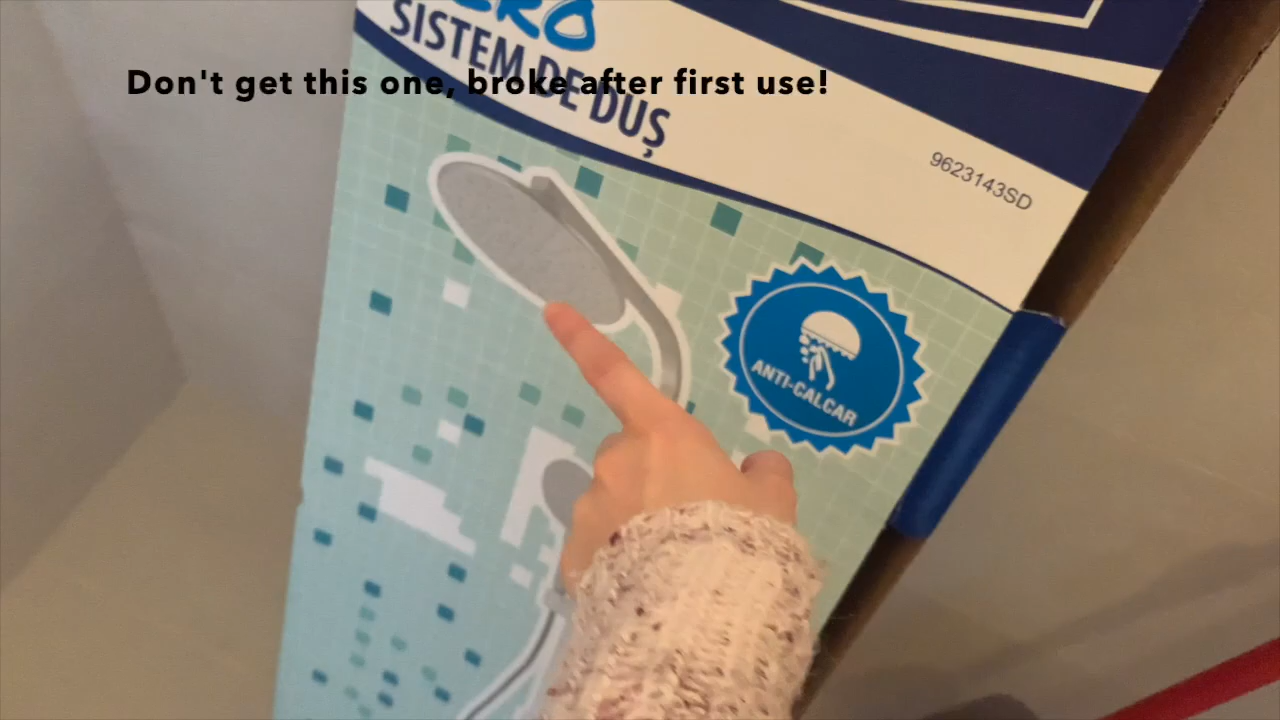 SISTEM DE DUȘ
Don't get this one, broke after first use!
9623143SD
ANTI-CALCAR